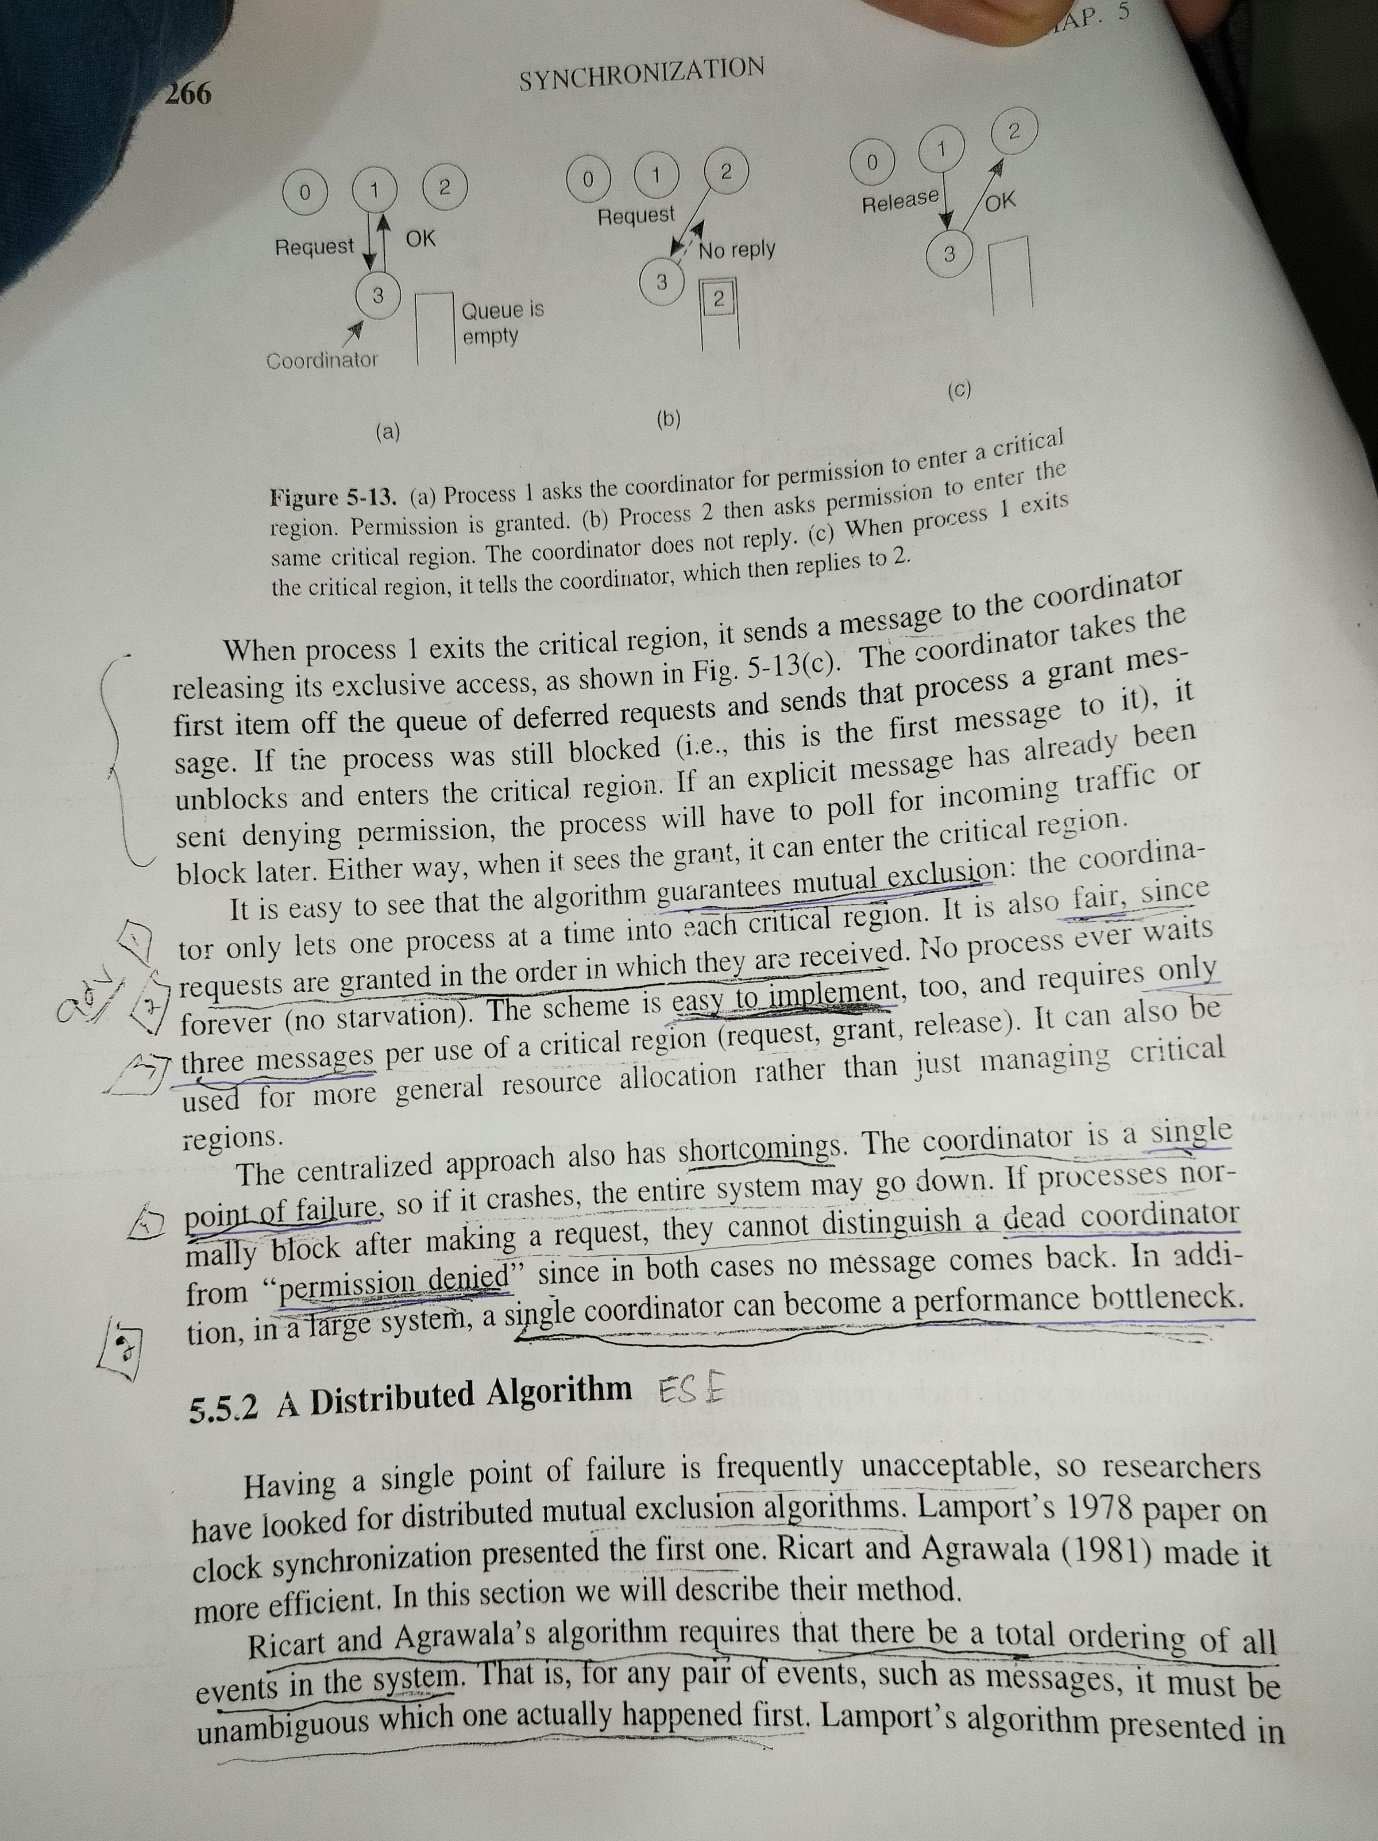 AP. 5
266
SYNCHRONIZATION
0 1 2
Request OK
3
Queue is
empty
Coordinator
(a)
0 1 2
Request
No reply
3
2
(b)
0 1 2
Release OK
3
(c)
Figure 5-13. (a) Process 1 asks the coordinator for permission to enter a critical
region. Permission is granted. (b) Process 2 then asks permission to enter the
same critical region. The coordinator does not reply. (c) When process 1 exits
the critical region, it tells the coordinator, which then replies to 2.
When process 1 exits the critical region, it sends a message to the coordinator
releasing its exclusive access, as shown in Fig. 5-13(c). The coordinator takes the
first item off the queue of deferred requests and sends that process a grant mes-
sage. If the process was still blocked (i.e., this is the first message to it), it
unblocks and enters the critical region. If an explicit message has already been
sent denying permission, the process will have to poll for incoming traffic or
block later. Either way, when it sees the grant, it can enter the critical region.
It is easy to see that the algorithm guarantees mutual exclusion: the coordina-
tor only lets one process at a time into each critical region. It is also fair, since
requests are granted in the order in which they are received. No process ever waits
forever (no starvation). The scheme is easy to implement, too, and requires only
three messages per use of a critical region (request, grant, release). It can also be
used for more general resource allocation rather than just managing critical
regions.
adv
1
2
3
The centralized approach also has shortcomings. The coordinator is a single
point of failure, so if it crashes, the entire system may go down. If processes nor-
mally block after making a request, they cannot distinguish a dead coordinator
from “permission denied” since in both cases no message comes back. In addi-
tion, in a large system, a single coordinator can become a performance bottleneck.
1
2
5.5.2 A Distributed Algorithm ESE
Having a single point of failure is frequently unacceptable, so researchers
have looked for distributed mutual exclusion algorithms. Lamport’s 1978 paper on
clock synchronization presented the first one. Ricart and Agrawala (1981) made it
more efficient. In this section we will describe their method.
Ricart and Agrawala’s algorithm requires that there be a total ordering of all
events in the system. That is, for any pair of events, such as messages, it must be
unambiguous which one actually happened first. Lamport’s algorithm presented in